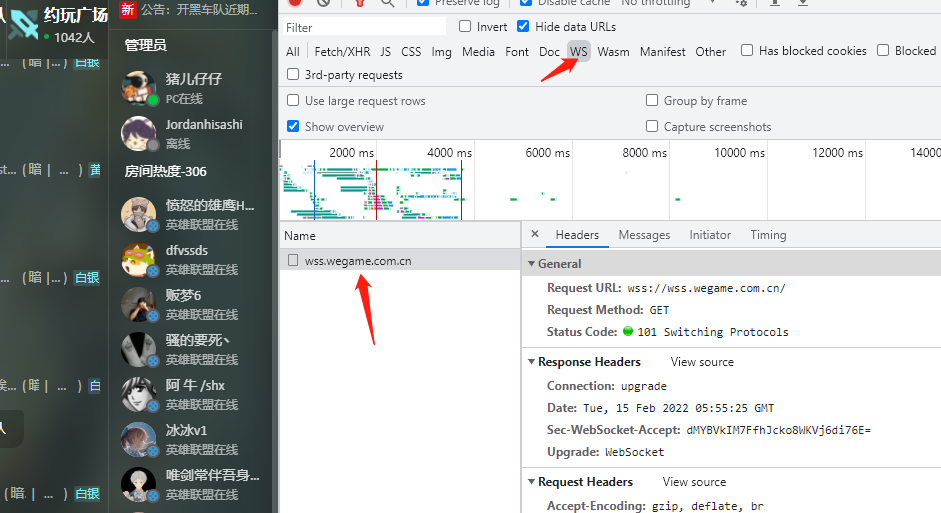 人
约玩广场
1042人
... (暗|... ) 白银
st... (暗|... ) 黄
... (暗|... ) 白银
矣... (暗|... ) 白
人
(暗.|... ) 白银
新 公告：开黑车队近期...
管理员
猪儿仔仔
PC在线
Jordanhisashi
离线
房间热度-306
愤怒的雄鹰H...
英雄联盟在线
dfvssds
英雄联盟在线
贩梦6
英雄联盟在线
骚的要死丶
英雄联盟在线
阿 牛 /shx
英雄联盟在线
冰冰v1
英雄联盟在线
唯剑常伴吾身...
英雄联盟在线
Preserve log Disable cache No throttling
Filter Invert Hide data URLs
All Fetch/XHR JS CSS Img Media Font Doc WS Wasm Manifest Other Has blocked cookies Blocked
3rd-party requests
Use large request rows Group by frame
Show overview Capture screenshots
2000 ms 4000 ms 6000 ms 8000 ms 10000 ms 12000 ms 14000
Name
wss.wegame.com.cn
× Headers Messages Initiator Timing
General
Request URL: wss://wss.wegame.com.cn/
Request Method: GET
Status Code: 101 Switching Protocols
Response Headers View source
Connection: upgrade
Date: Tue, 15 Feb 2022 05:55:25 GMT
Sec-WebSocket-Accept: dMYBVkIM7FfhJcko8WKVj6di76E=
Upgrade: WebSocket
Request Headers View source
Accept-Encoding: gzip, deflate, br